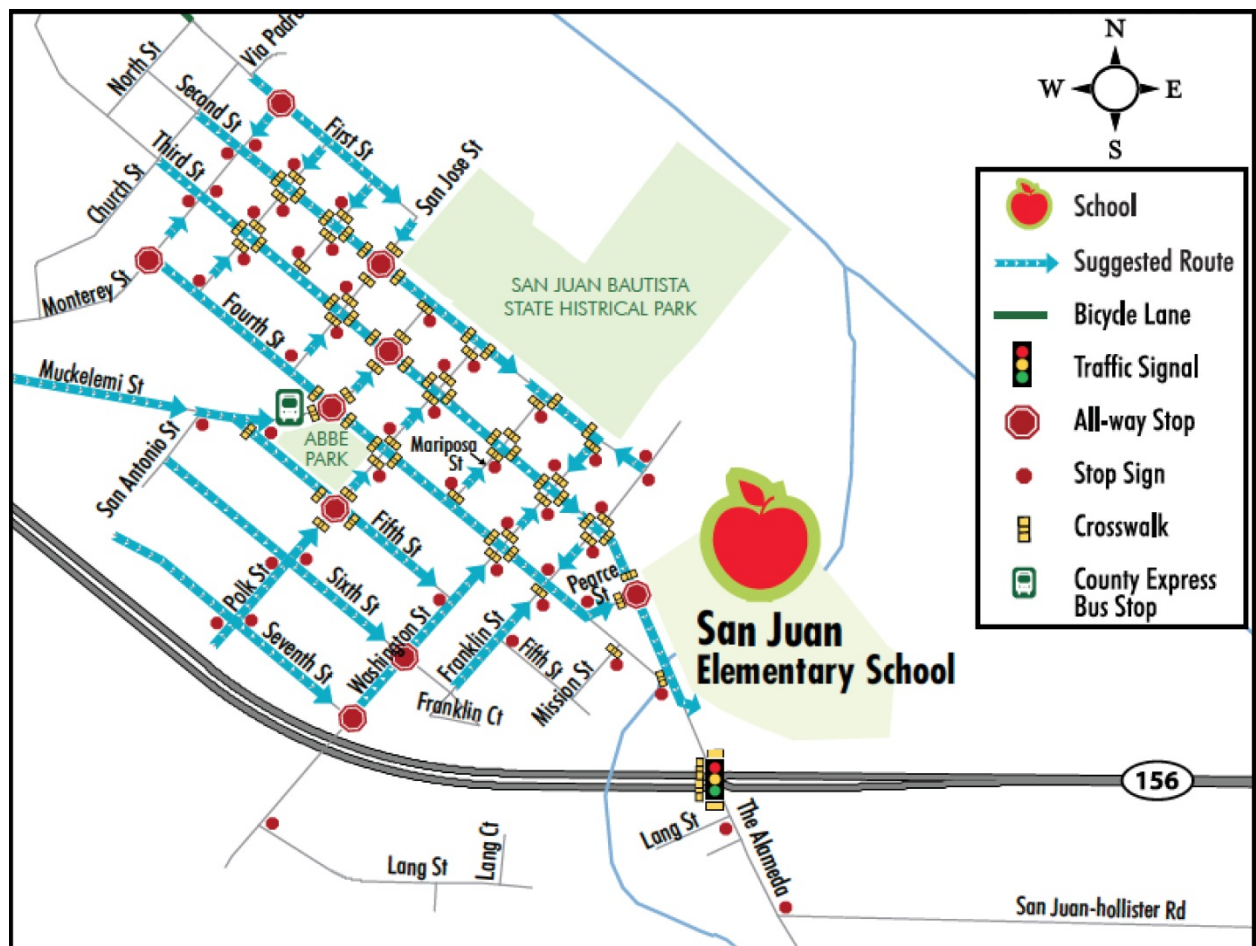 North St
Via Padre
N
W
E
S
Second St
First St
Third St
San Jose St
Church St
School
Suggested Route
Monterey St
Fourth St
SAN JUAN BAUTISTA
STATE HISTRICAL PARK
Bicycle Lane
Traffic Signal
Muckelemi St
All-way Stop
ABBE
PARK
Mariposa
St
San Antonio St
Stop Sign
Crosswalk
Fifth St
Polk St
Sixth St
Pearce
St
County Express
Bus Stop
San Juan
Elementary School
Seventh St
Washington St
Franklin St
Fifth St
Mission St
Franklin Ct
156
Lang St
The Alameda
Lang St
Lang Ct
San Juan-hollister Rd